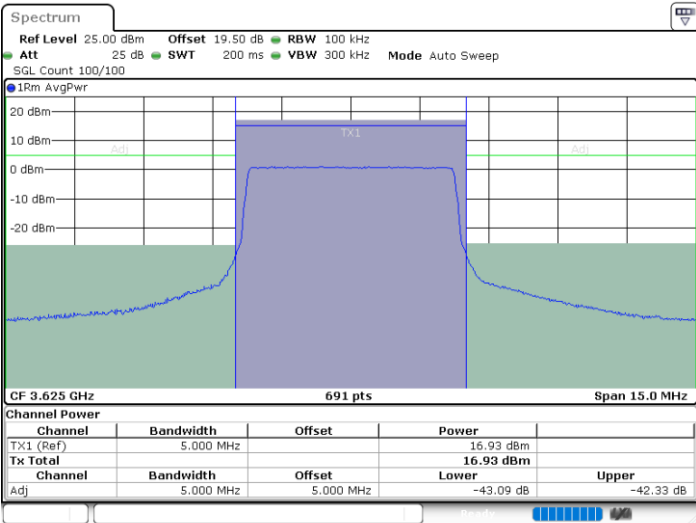 Spectrum
Ref Level 25.00 dBm Offset 19.50 dB RBW 100 kHz
Att 25 dB SWT 200 ms VBW 300 kHz Mode Auto Sweep
SGL Count 100/100
1Rm AvgPwr
20 dBm
TX1
10 dBm
Adj Adj
0 dBm
-10 dBm
-20 dBm
CF 3.625 GHz 691 pts Span 15.0 MHz
Channel Power
Channel Bandwidth Offset Power
TX1 (Ref) 5.000 MHz 16.93 dBm
Tx Total 16.93 dBm
Channel Bandwidth Offset Lower Upper
Adj 5.000 MHz 5.000 MHz -43.09 dB -42.33 dB
Ready